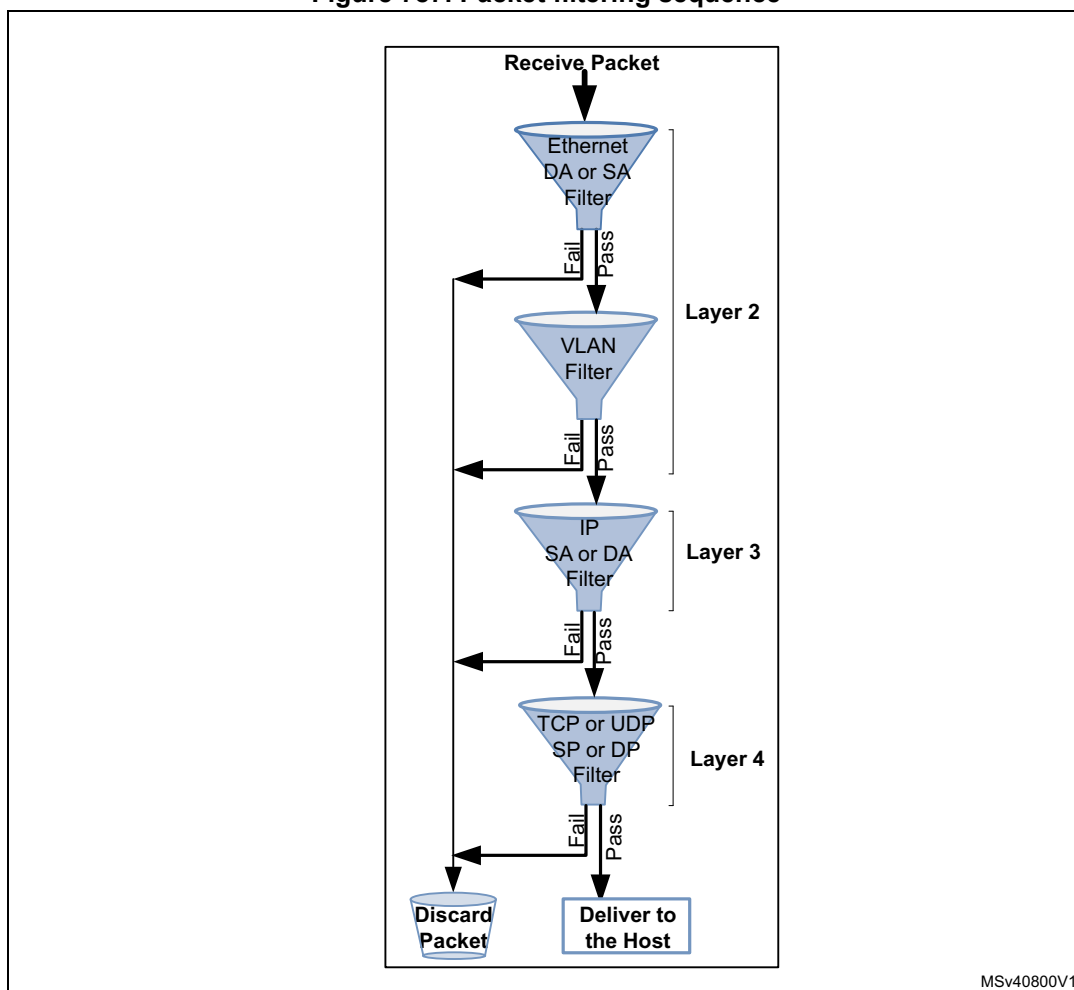 Receive Packet
Ethernet
DA or SA
Filter
Fail
Pass
Layer 2
VLAN
Filter
Fail
Pass
IP
SA or DA
Filter
Layer 3
Fail
Pass
TCP or UDP
SP or DP
Filter
Layer 4
Fail
Pass
Discard
Packet
Deliver to
the Host
MSv40800V1